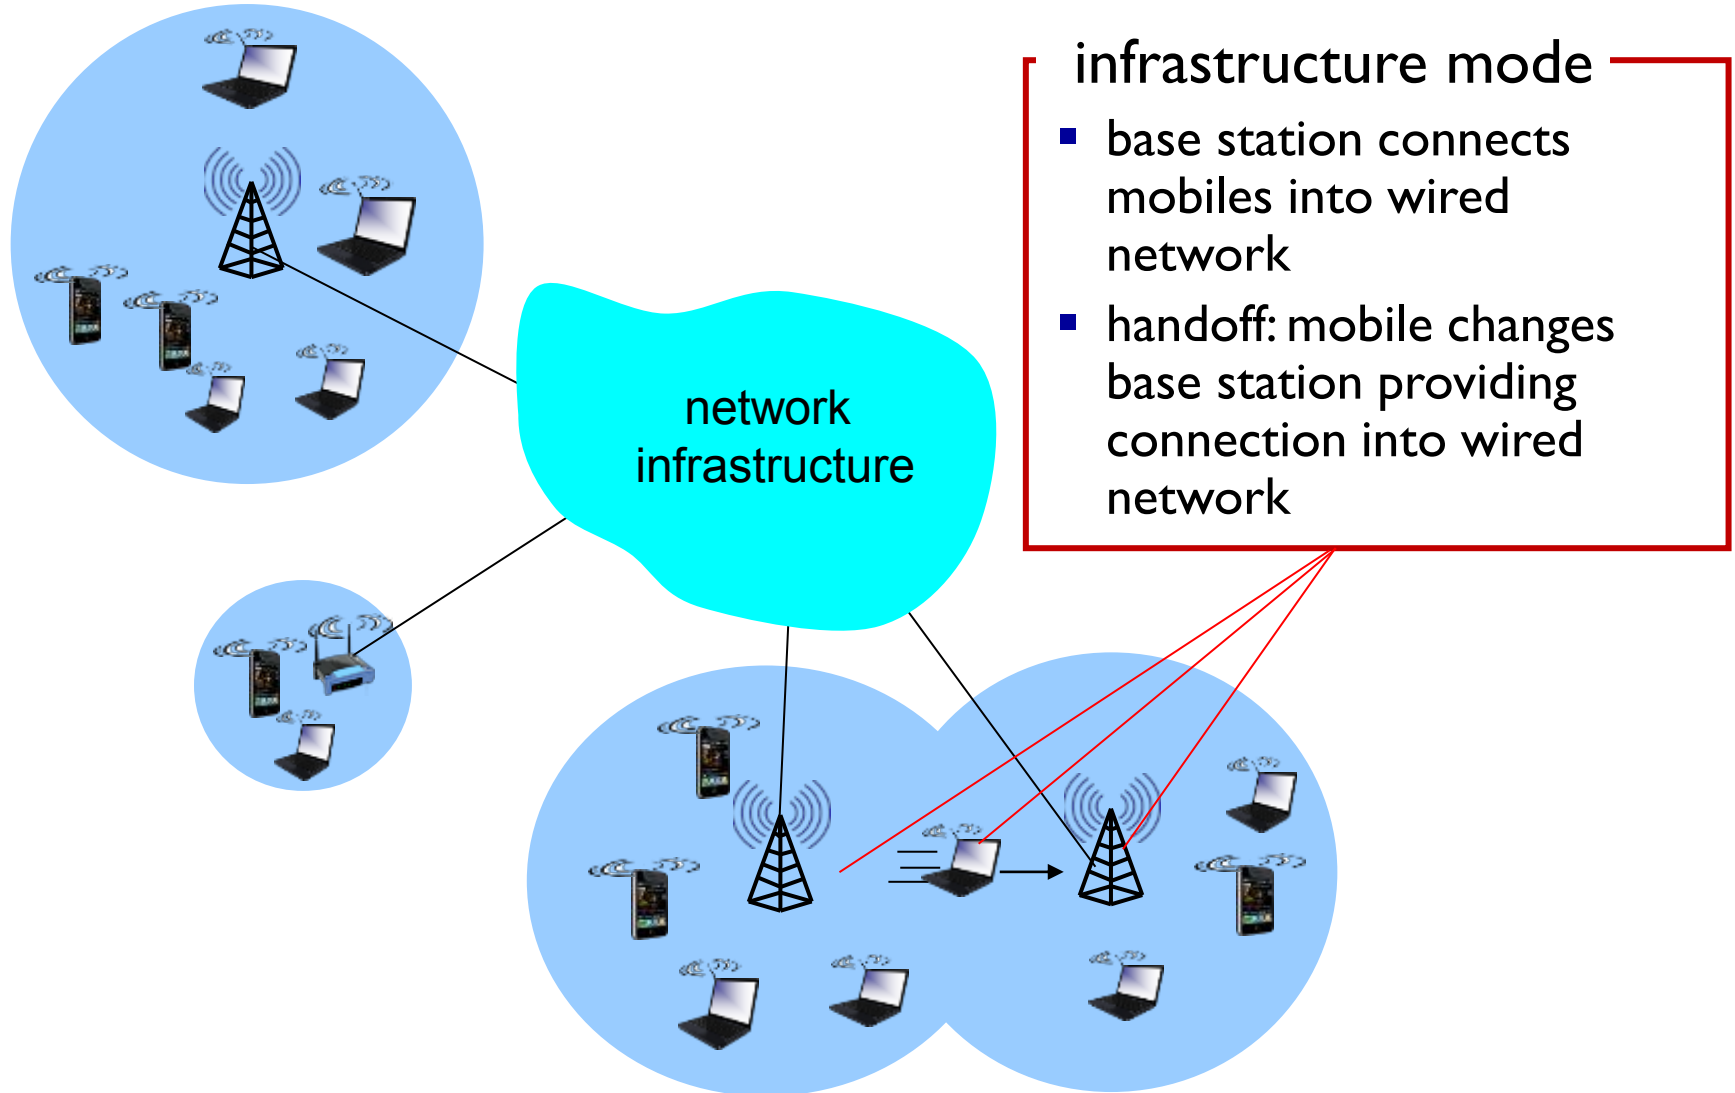 infrastructure mode
base station connects
mobiles into wired
network
handoff: mobile changes
base station providing
connection into wired
network
network
infrastructure